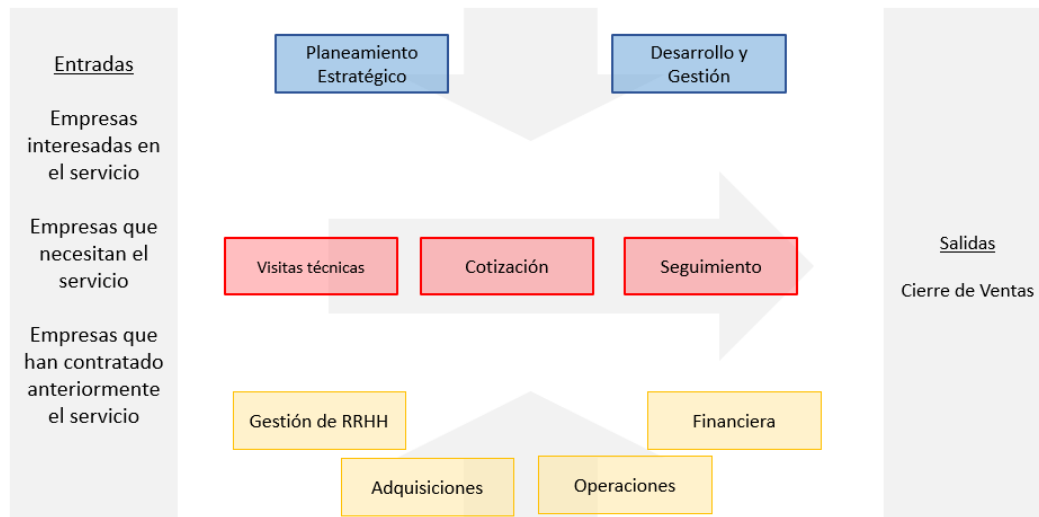 Entradas
Empresas
interesadas en
el servicio
Empresas que
necesitan el
servicio
Empresas que
han contratado
anteriormente
el servicio
Planeamiento
Estratégico
Desarrollo y
Gestión
Visitas técnicas
Cotización
Seguimiento
Gestión de RRHH
Financiera
Adquisiciones
Operaciones
Salidas
Cierre de Ventas